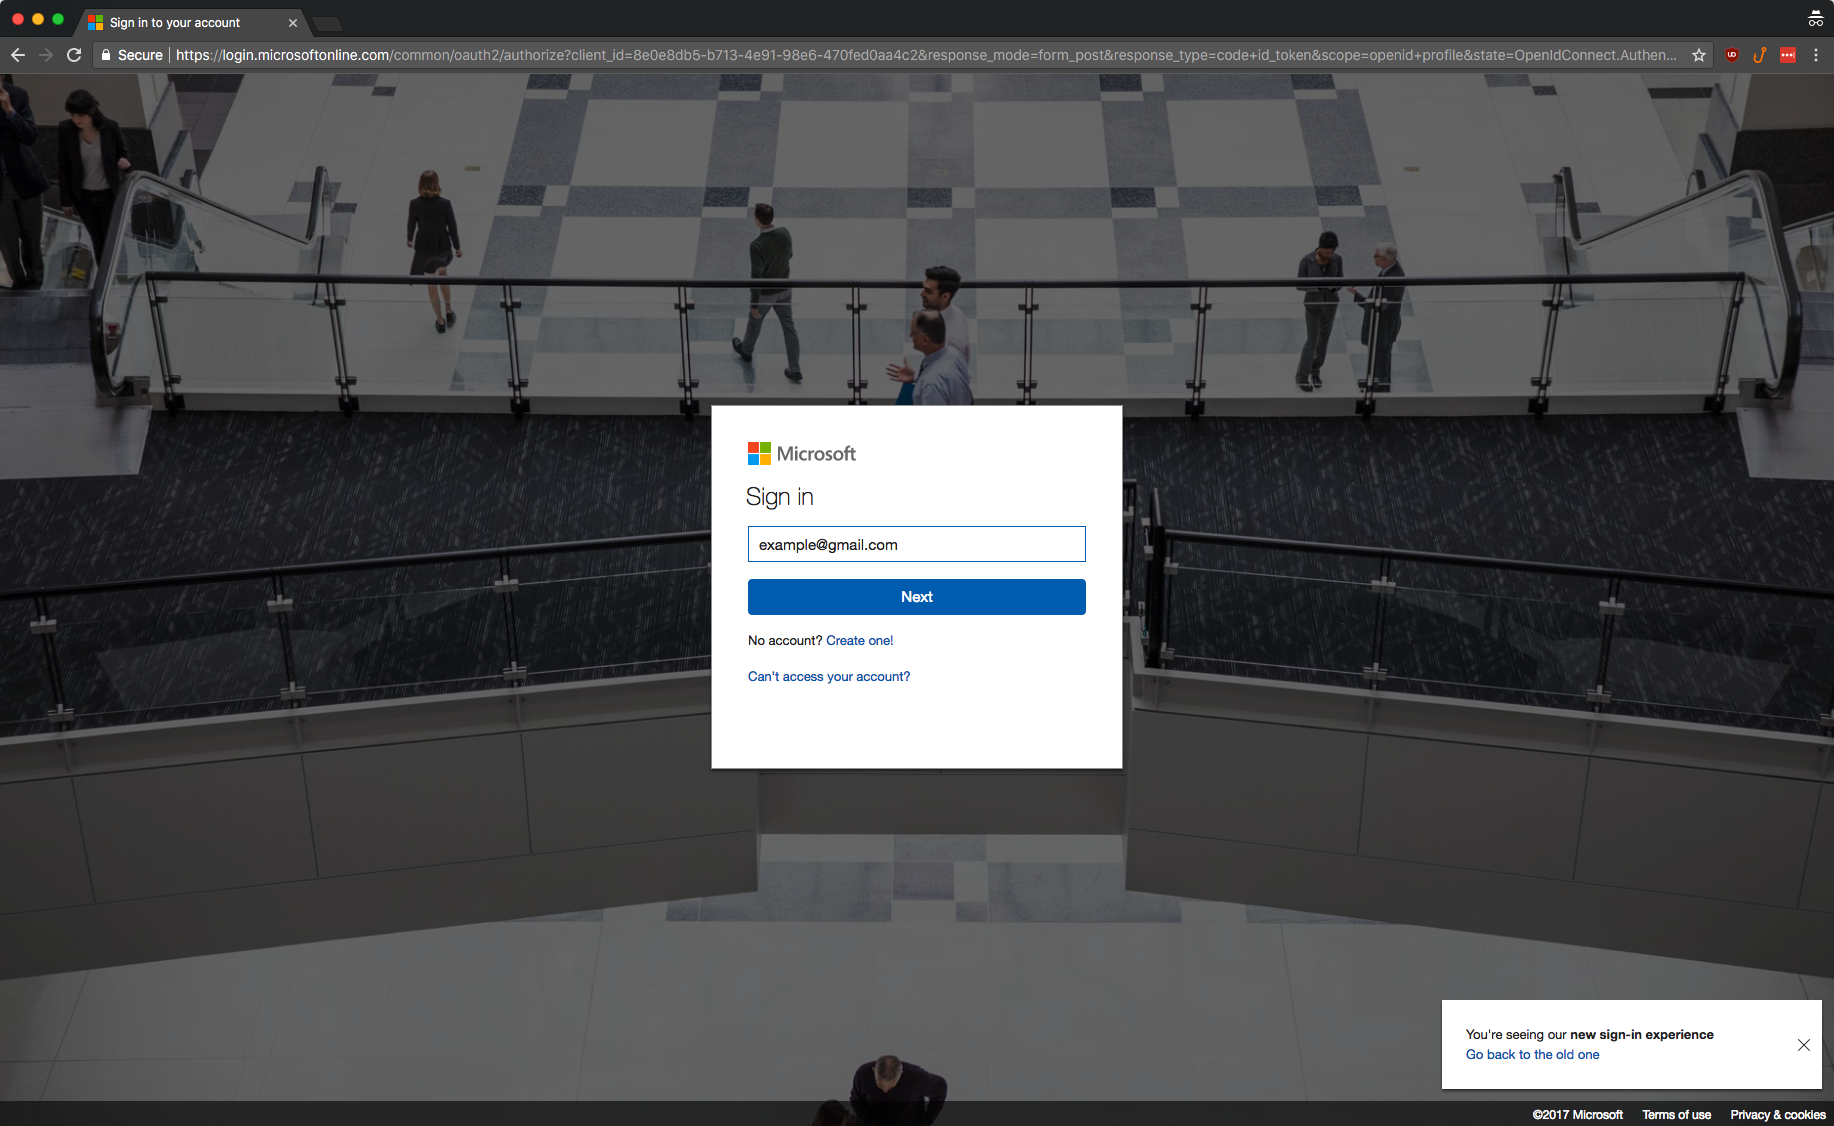 Sign in to your account
Secure
https://login.microsoftonline.com/common/oauth2/authorize?client_id=8e0e8db5-b713-4e91-98e6-470fed0aa4c2&response_mode=form_post&response_type=code+id_token&scope=openid+profile&state=OpenIdConnect.Authen...
Microsoft
Sign in
example@gmail.com
Next
No account? Create one!
Can't access your account?
You're seeing our new sign-in experience
Go back to the old one
©2017 Microsoft Terms of use Privacy & cookies